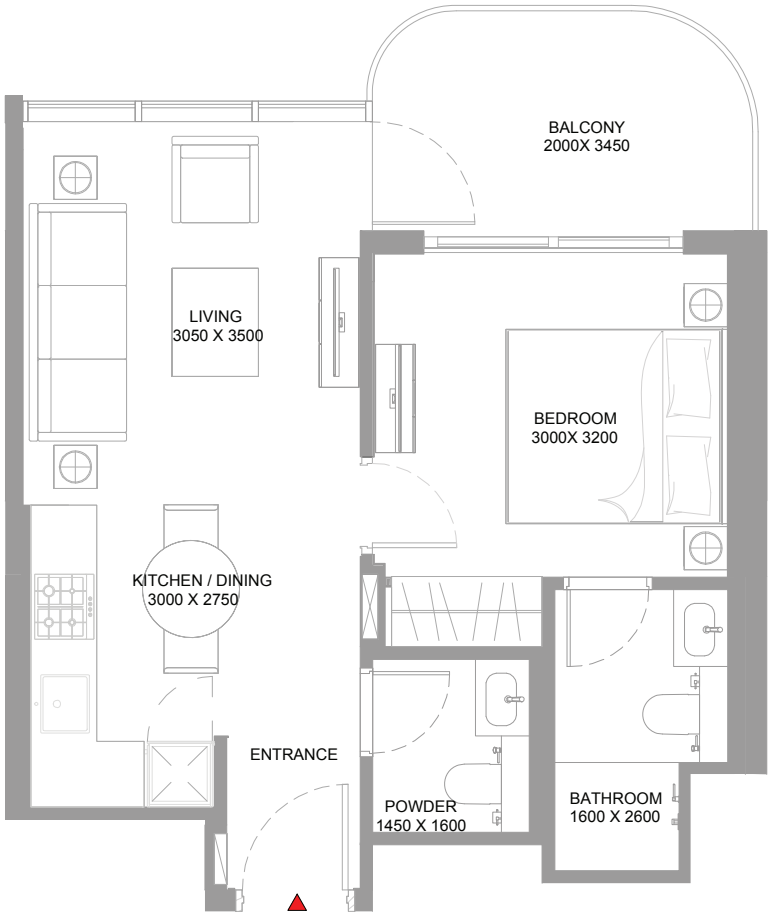 BALCONY
2000X 3450
LIVING
3050 X 3500
BEDROOM
3000X 3200
KITCHEN / DINING
3000 X 2750
ENTRANCE
POWDER
1450 X 1600
BATHROOM
1600 X 2600